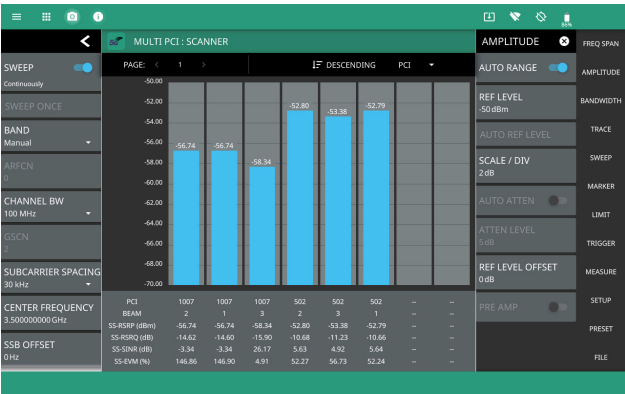 86%
MULTI PCI : SCANNER
AMPLITUDE
FREQ SPAN
SWEEP
Continuously
PAGE: < 1 >
DESCENDING
PCI
AUTO RANGE
AMPLITUDE
SWEEP ONCE
REF LEVEL
-50 dBm
BANDWIDTH
BAND
Manual
AUTO REF LEVEL
TRACE
ARFCN
0
SCALE / DIV
2 dB
SWEEP
CHANNEL BW
100 MHz
AUTO ATTEN
MARKER
GSCN
2
ATTEN LEVEL
5 dB
LIMIT
TRIGGER
SUBCARRIER SPACING
30 kHz
REF LEVEL OFFSET
0 dB
MEASURE
CENTER FREQUENCY
3.500000000 GHz
PRE AMP
SETUP
SSB OFFSET
0 Hz
PRESET
FILE
-50.00
-52.00
-54.00
-56.00
-58.00
-60.00
-62.00
-64.00
-66.00
-68.00
-70.00
-56.74 -56.74 -58.34 -52.80 -53.38 -52.79
PCI 1007 1007 1007 502 502 502 -- --
BEAM 2 1 3 2 3 1 -- --
SS-RSRP (dBm) -56.74 -56.74 -58.34 -52.80 -53.38 -52.79 -- --
SS-RSRQ (dB) -14.62 -14.60 -15.90 -10.68 -11.23 -10.66 -- --
SS-SINR (dB) -3.34 -3.34 26.17 5.63 4.92 5.64 -- --
SS-EVM (%) 146.86 146.90 4.91 52.27 56.73 52.24 -- --